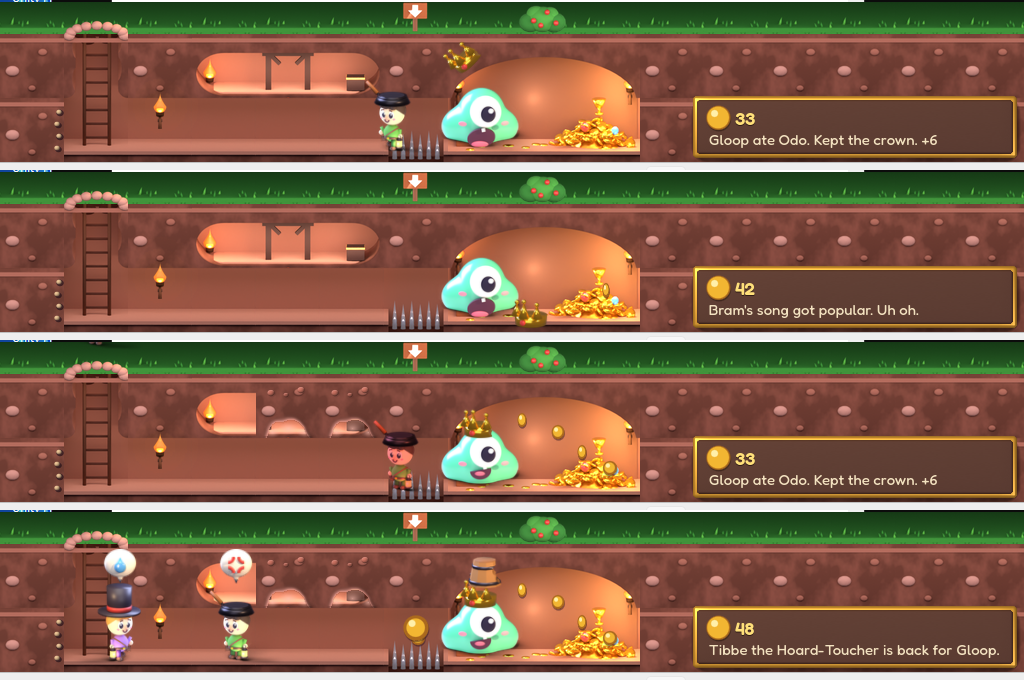 33
Gloop ate Odo. Kept the crown. +6
42
Bram's song got popular. Uh oh.
33
Gloop ate Odo. Kept the crown. +6
48
Tibbe the Hoard-Toucher is back for Gloop.